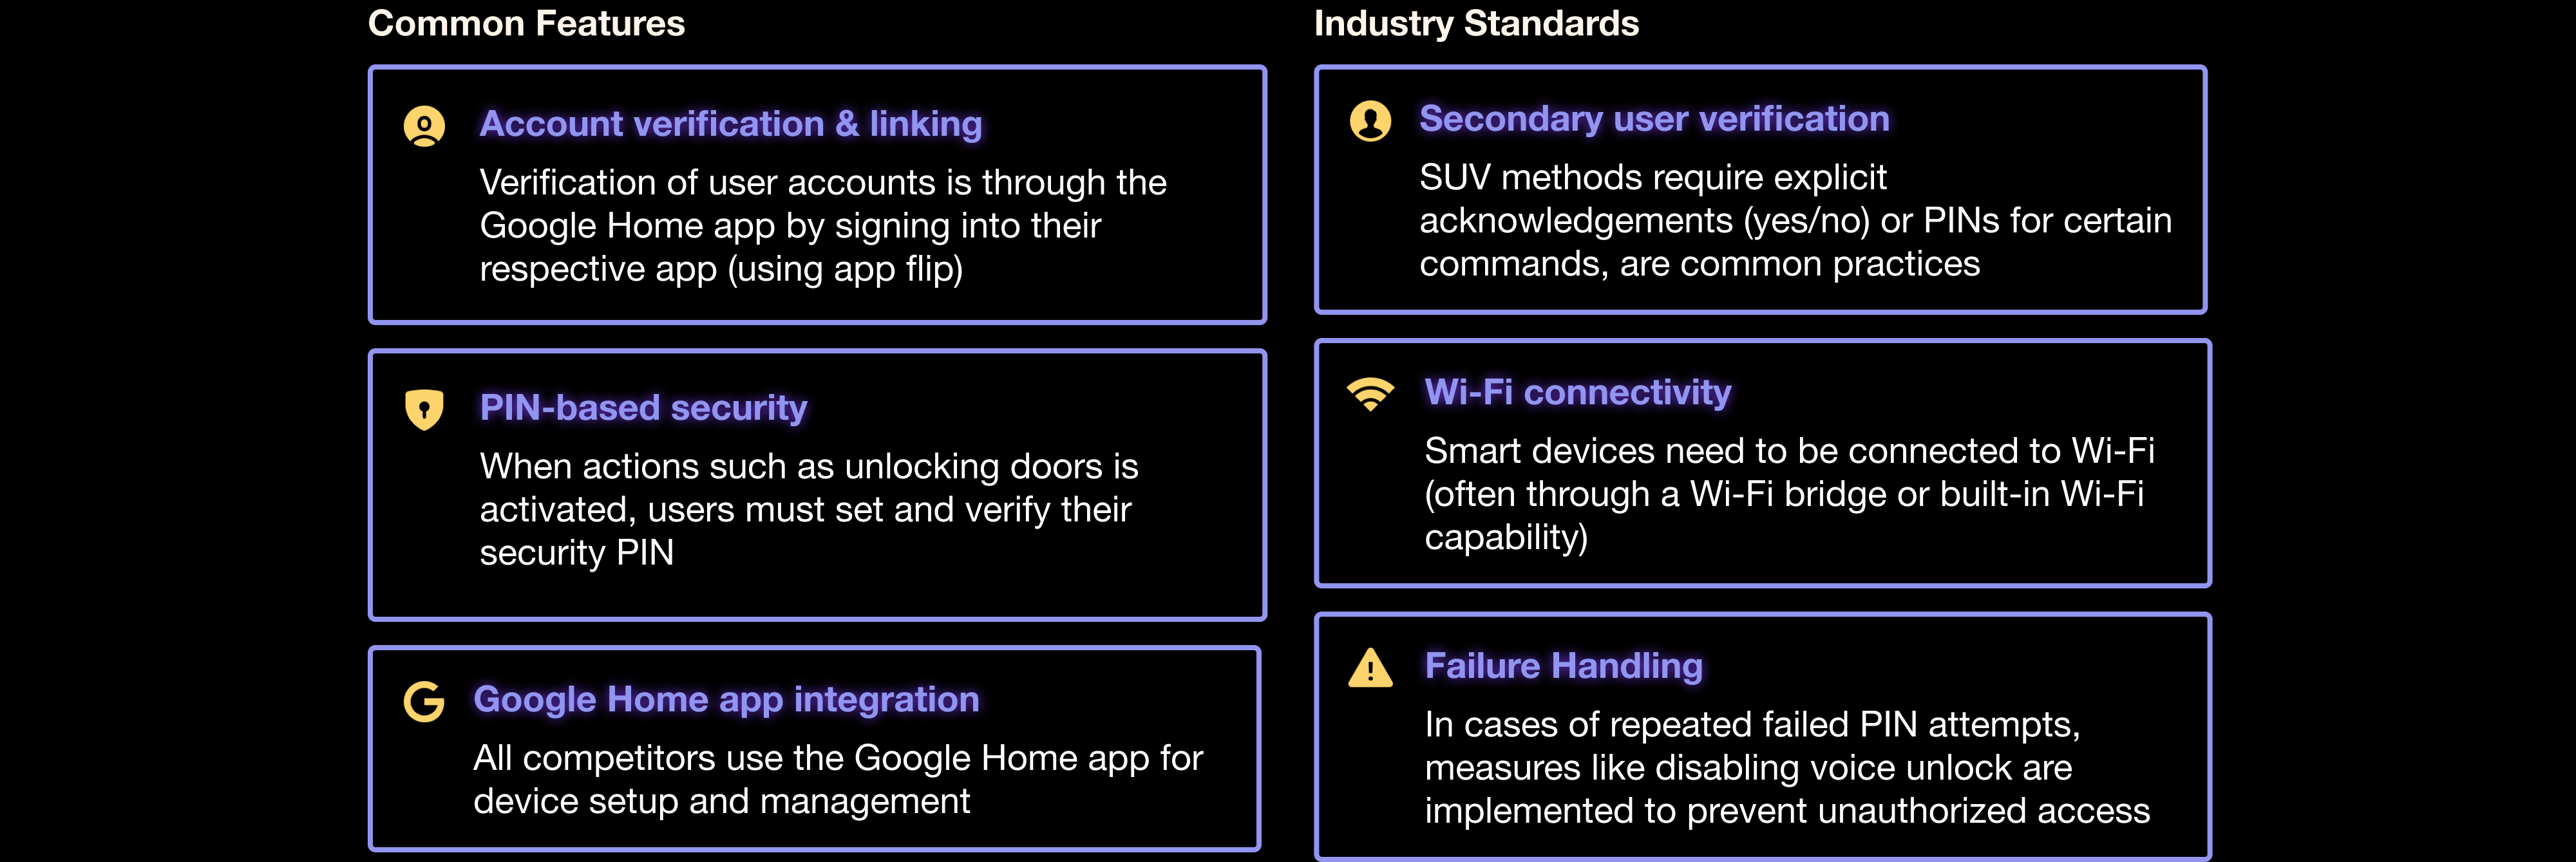 Common Features
Account verification & linking
Verification of user accounts is through the
Google Home app by signing into their
respective app (using app flip)
PIN-based security
When actions such as unlocking doors is
activated, users must set and verify their
security PIN
Google Home app integration
All competitors use the Google Home app for
device setup and management
Industry Standards
Secondary user verification
SUV methods require explicit
acknowledgements (yes/no) or PINs for certain
commands, are common practices
Wi-Fi connectivity
Smart devices need to be connected to Wi-Fi
(often through a Wi-Fi bridge or built-in Wi-Fi
capability)
Failure Handling
In cases of repeated failed PIN attempts,
measures like disabling voice unlock are
implemented to prevent unauthorized access